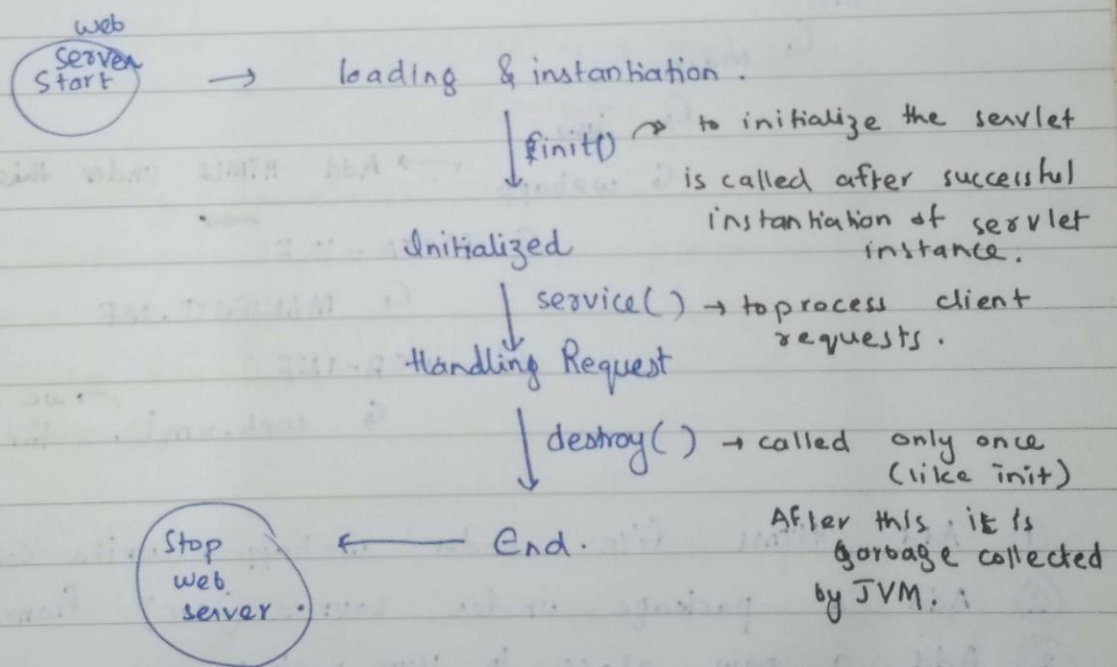 web
server
Start → loading & instantiation.
init() → to initialize the servlet
is called after successful
instantiation of servlet
instance.
Initialized
service() → to process client
requests.
Handling Request
destroy() → called only once
(like init)
End.
After this it is
garbage collected
by JVM.
Stop
web
server.